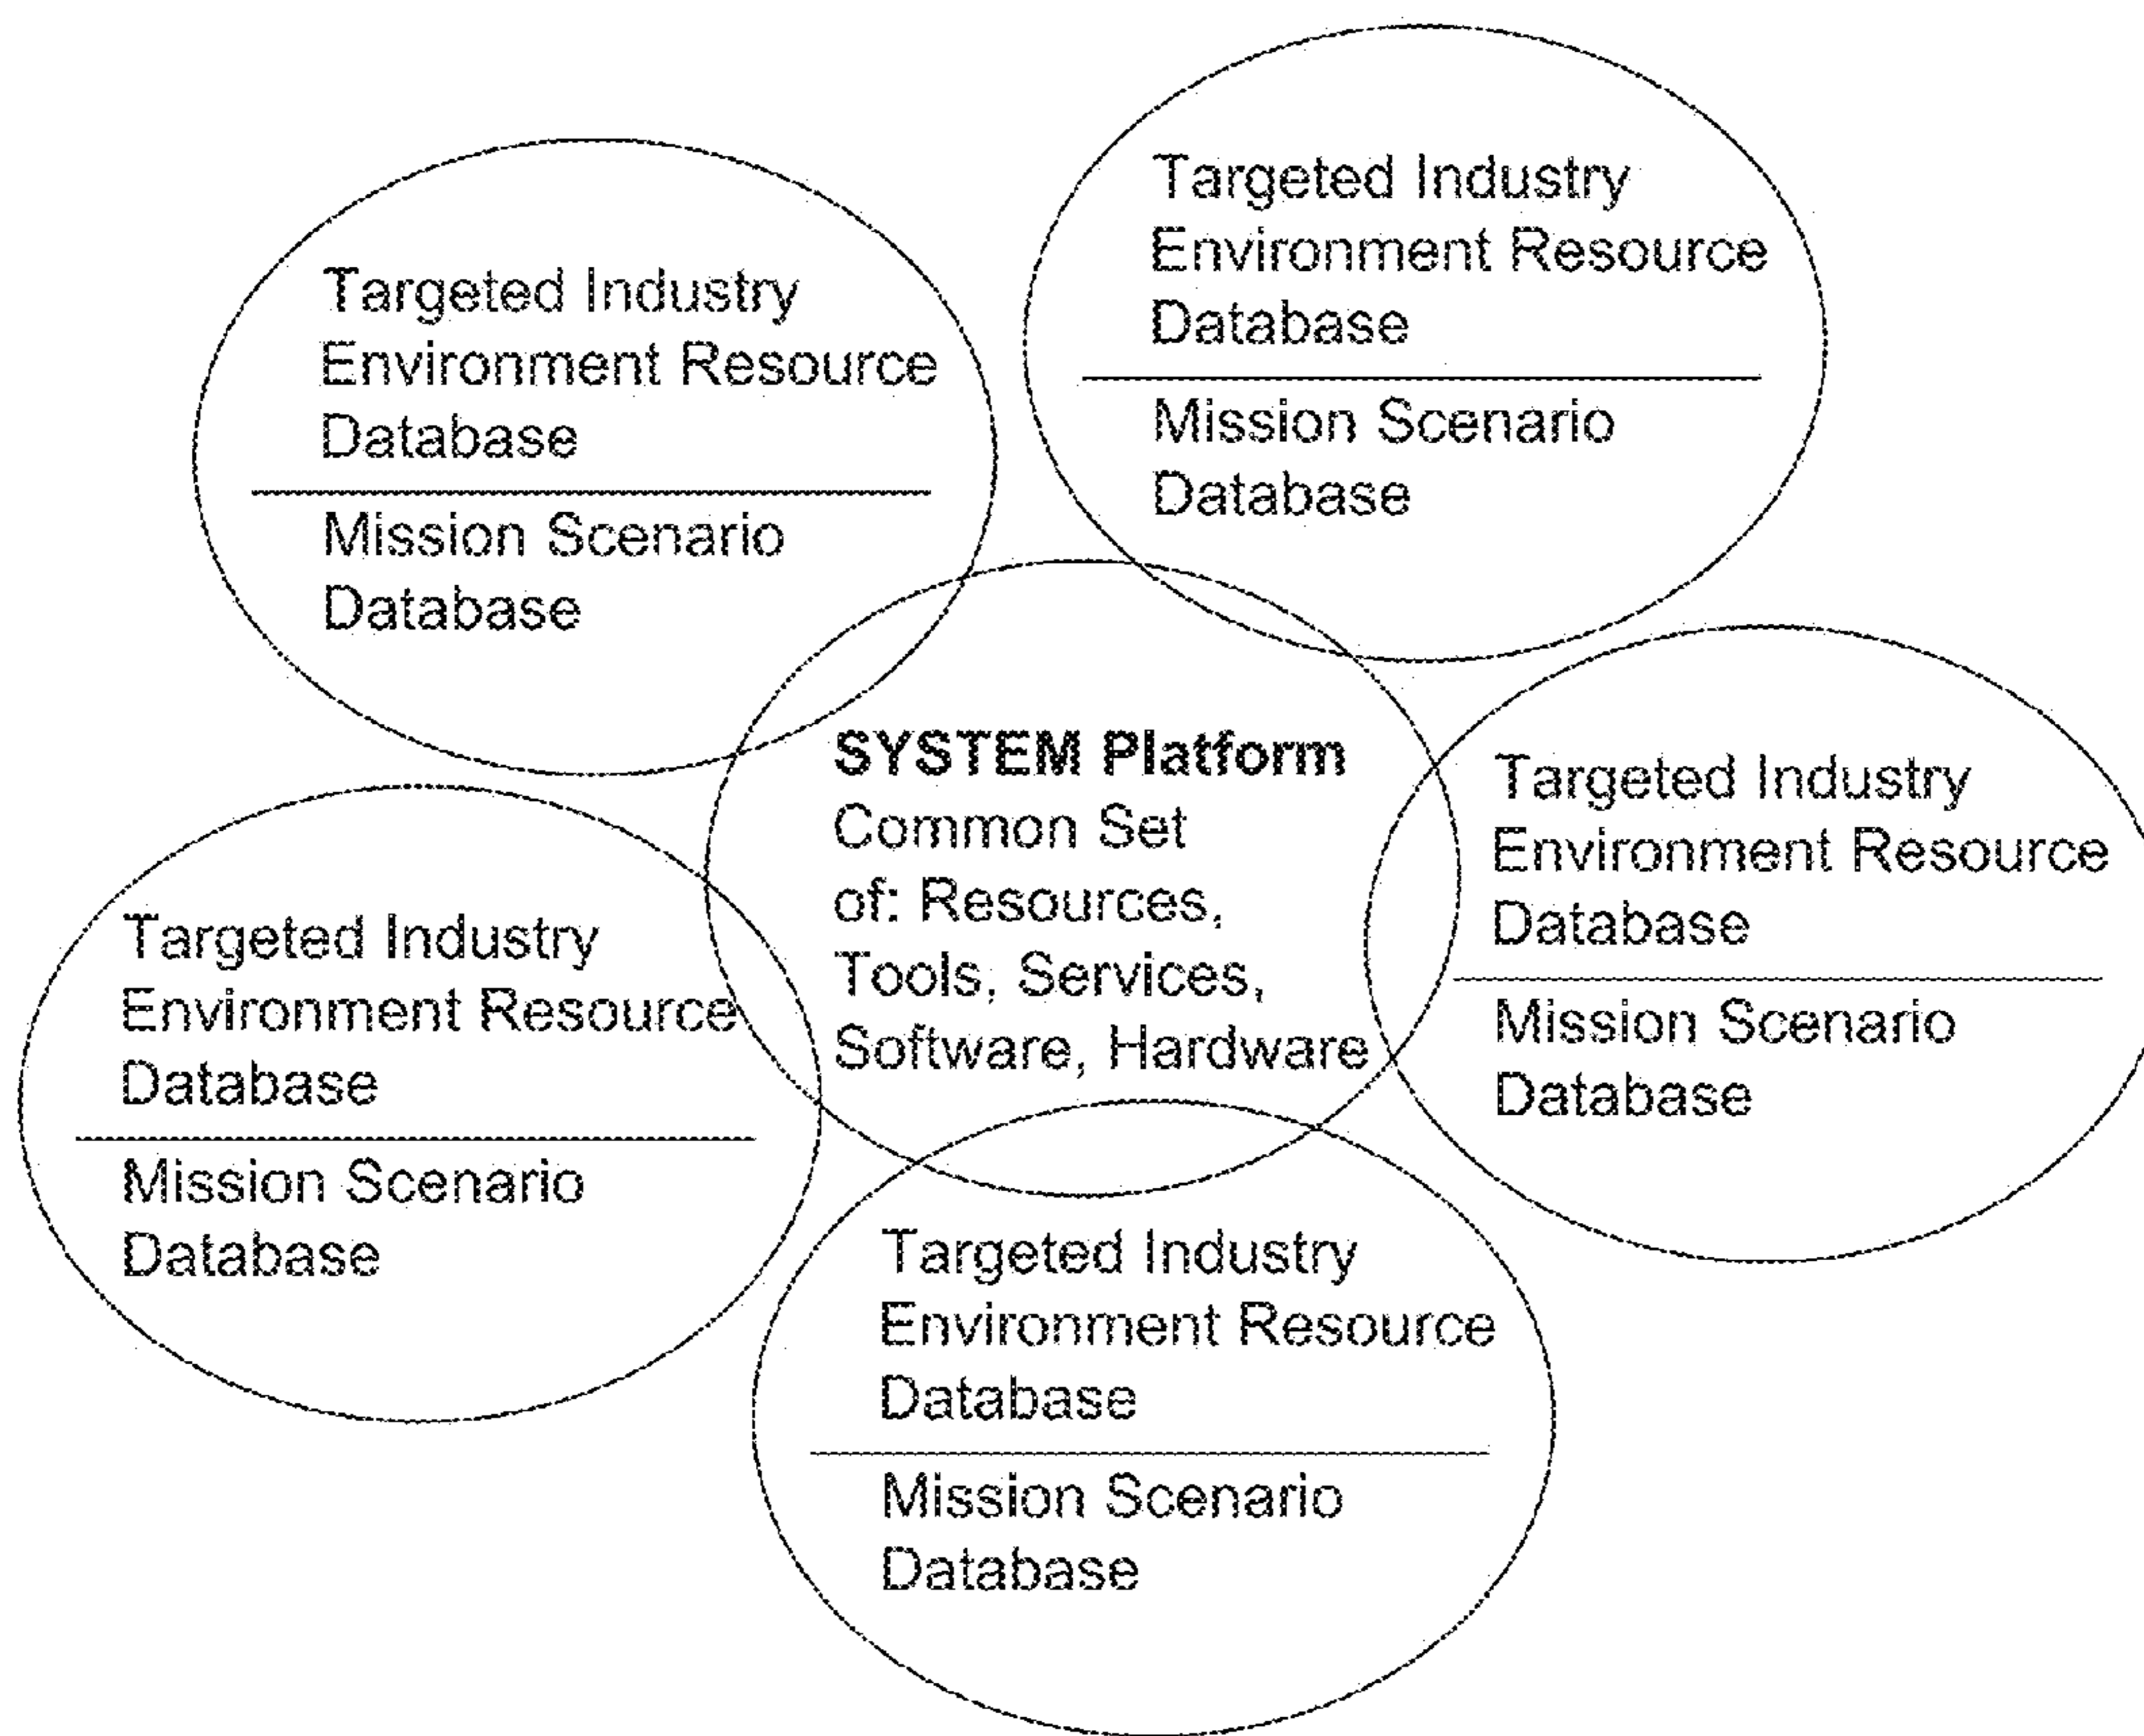 Targeted Industry
Environment Resource
Database
Mission Scenario
Database
Targeted Industry
Environment Resource
Database
Mission Scenario
Database
SYSTEM Platform
Common Set
of: Resources,
Tools, Services,
Software, Hardware
Targeted Industry
Environment Resource
Database
Mission Scenario
Database
Targeted Industry
Environment Resource
Database
Mission Scenario
Database
Targeted Industry
Environment Resource
Database
Mission Scenario
Database